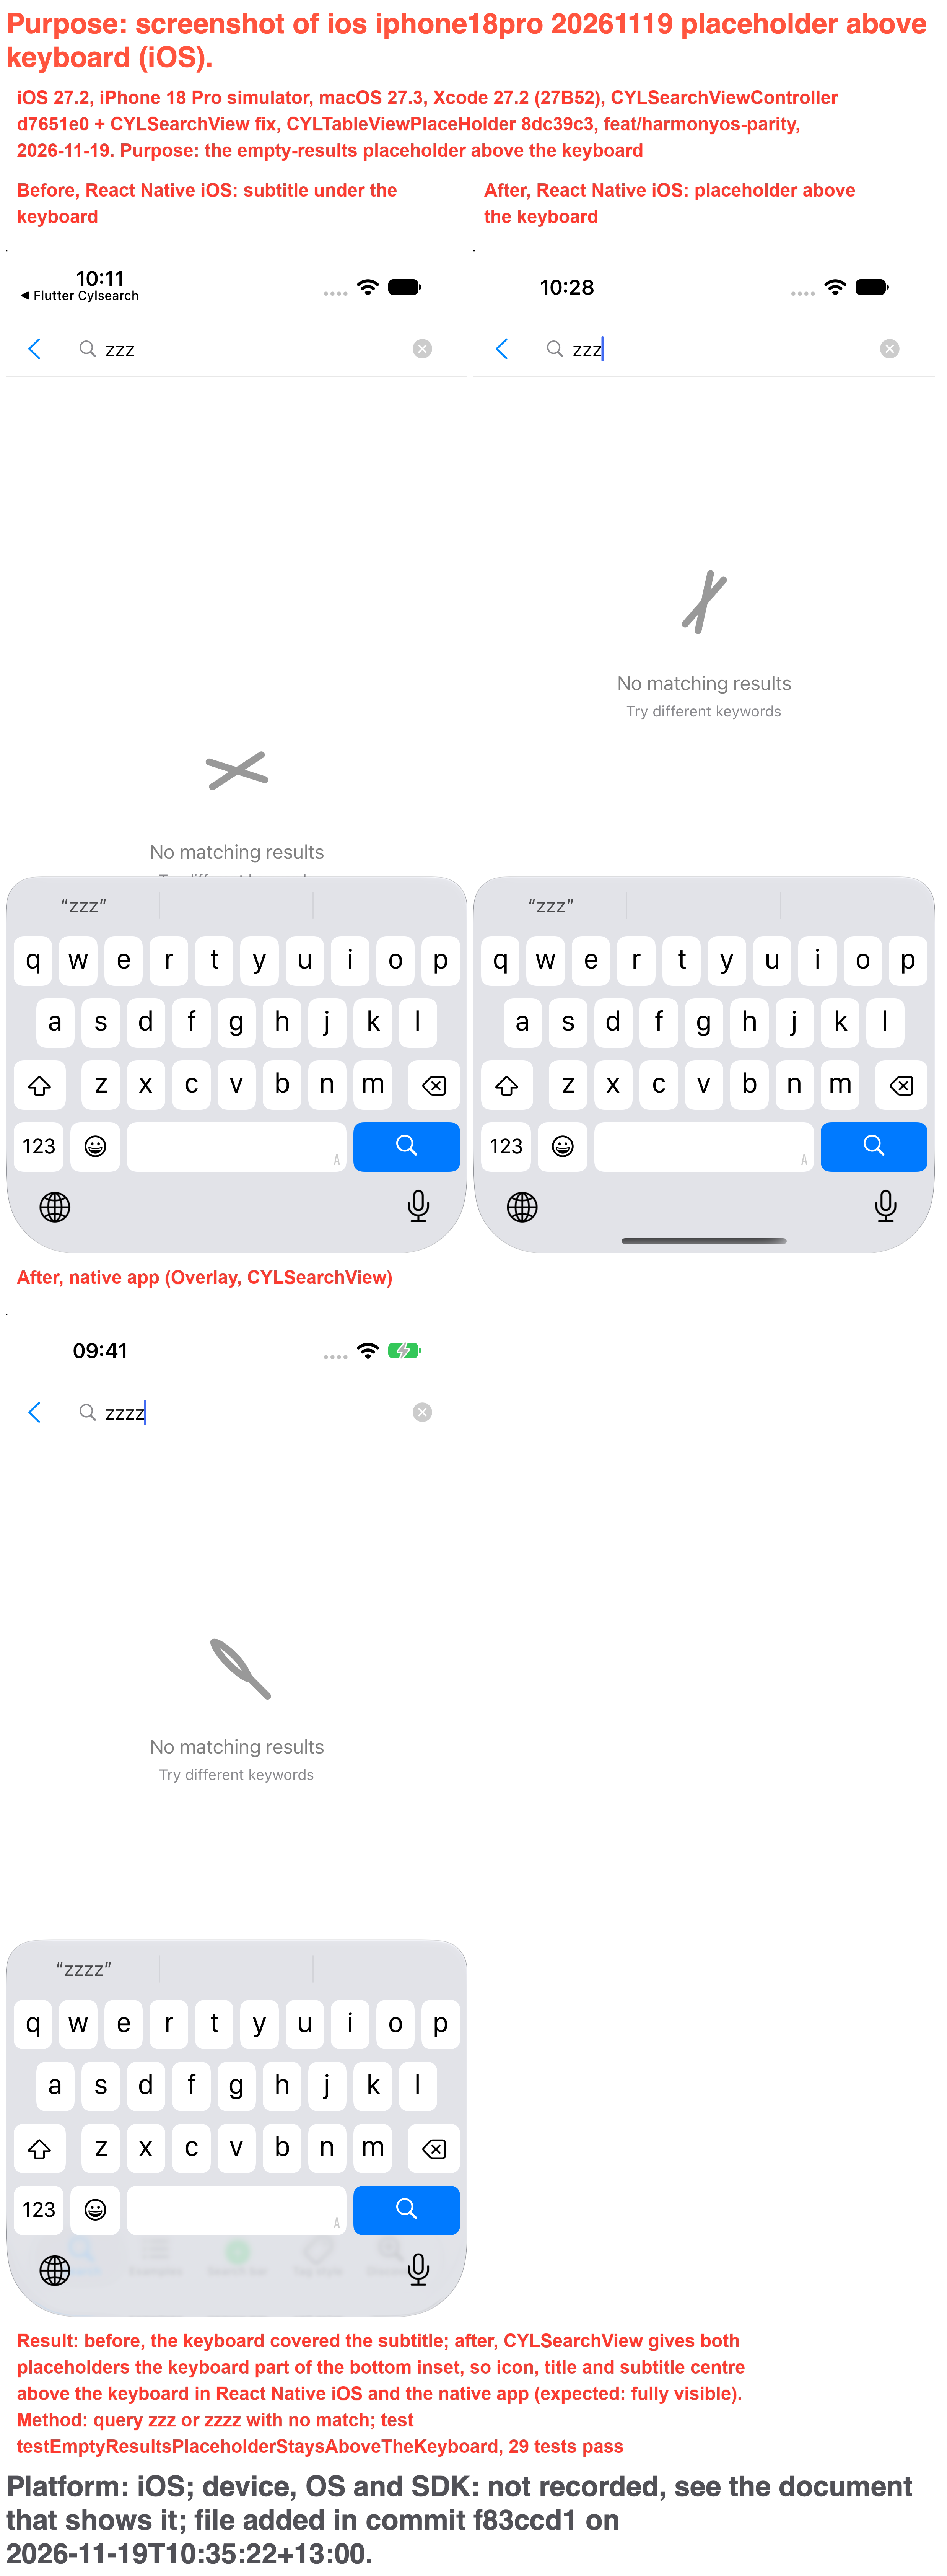 Purpose: screenshot of ios iphone18pro 20261119 placeholder above
keyboard (iOS).
iOS 27.2, iPhone 18 Pro simulator, macOS 27.3, Xcode 27.2 (27B52), CYLSearchViewController
d7651e0 + CYLSearchView fix, CYLTableViewPlaceHolder 8dc39c3, feat/harmonyos-parity,
2026-11-19. Purpose: the empty-results placeholder above the keyboard
Before, React Native iOS: subtitle under the
keyboard
10:11
◀ Flutter Cylsearch
zzz
No matching results
“zzz”
q w e r t y u i o p
a s d f g h j k l
z x c v b n m
123
A
After, React Native iOS: placeholder above
the keyboard
10:28
zzz
No matching results
Try different keywords
“zzz”
q w e r t y u i o p
a s d f g h j k l
z x c v b n m
123
A
After, native app (Overlay, CYLSearchView)
09:41
zzzz
No matching results
Try different keywords
“zzzz”
q w e r t y u i o p
a s d f g h j k l
z x c v b n m
123
A
Result: before, the keyboard covered the subtitle; after, CYLSearchView gives both
placeholders the keyboard part of the bottom inset, so icon, title and subtitle centre
above the keyboard in React Native iOS and the native app (expected: fully visible).
Method: query zzz or zzzz with no match; test
testEmptyResultsPlaceholderStaysAboveTheKeyboard, 29 tests pass
Platform: iOS; device, OS and SDK: not recorded, see the document
that shows it; file added in commit f83ccd1 on
2026-11-19T10:35:22+13:00.